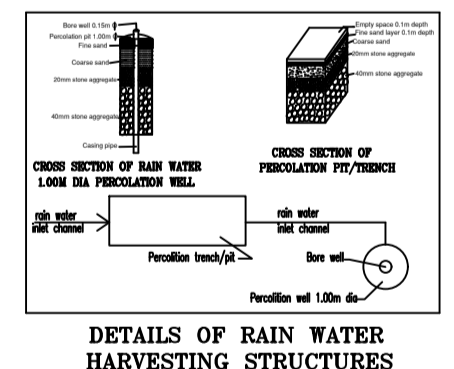 Bore well 0.15m ϕ
Percolation pit 1.00m ϕ
Fine sand
Coarse sand
20mm stone aggregate
40mm stone aggregate
Casing pipe
CROSS SECTION OF RAIN WATER
1.00M DIA PERCOLATION WELL
Empty space 0.1m depth
Fine sand layer 0.1m depth
Coarse sand
20mm stone aggregate
40mm stone aggregate
CROSS SECTION OF
PERCOLATION PIT/TRENCH
rain water
inlet channel
Percolition trench/pit
rain water
inlet channel
Bore well
Percolition well 1.00m dia
DETAILS OF RAIN WATER
HARVESTING STRUCTURES